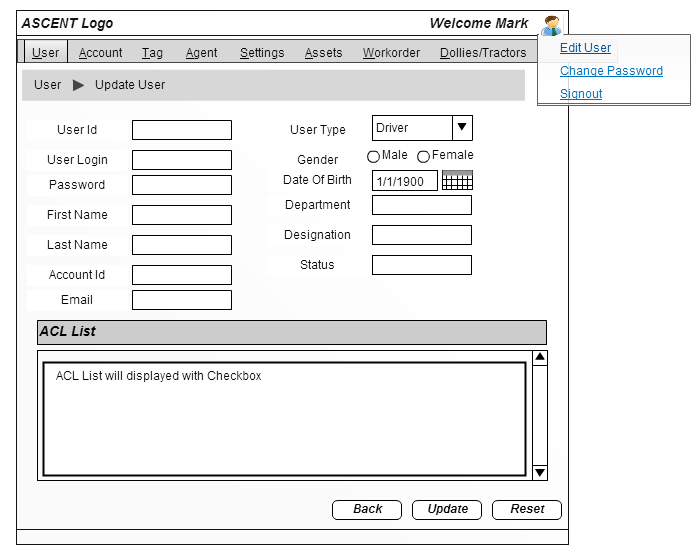 ASCENT Logo
Welcome Mark
Edit User
Change Password
Signout
User Account Tag Agent Settings Assets Workorder Dollies/Tractors
User Update User
User Id
User Login
Password
First Name
Last Name
Account Id
Email
User Type Driver
Gender Male Female
Date Of Birth 1/1/1900
Department
Designation
Status
ACL List
ACL List will displayed with Checkbox
Back Update Reset